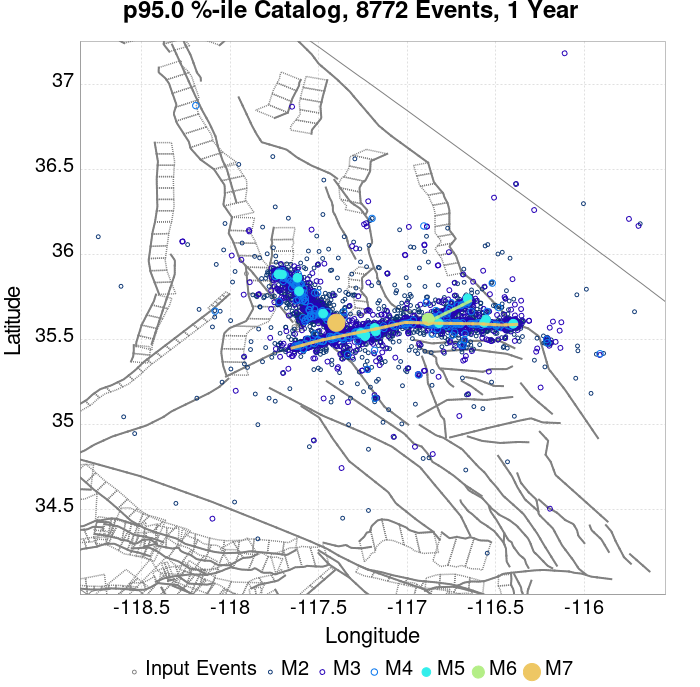 p95.0 %-ile Catalog, 8772 Events, 1 Year
Latitude
37
36.5
36
35.5
35
34.5
-118.5 -118 -117.5 -117 -116.5 -116
Longitude
Input Events M2 M3 M4 M5 M6 M7